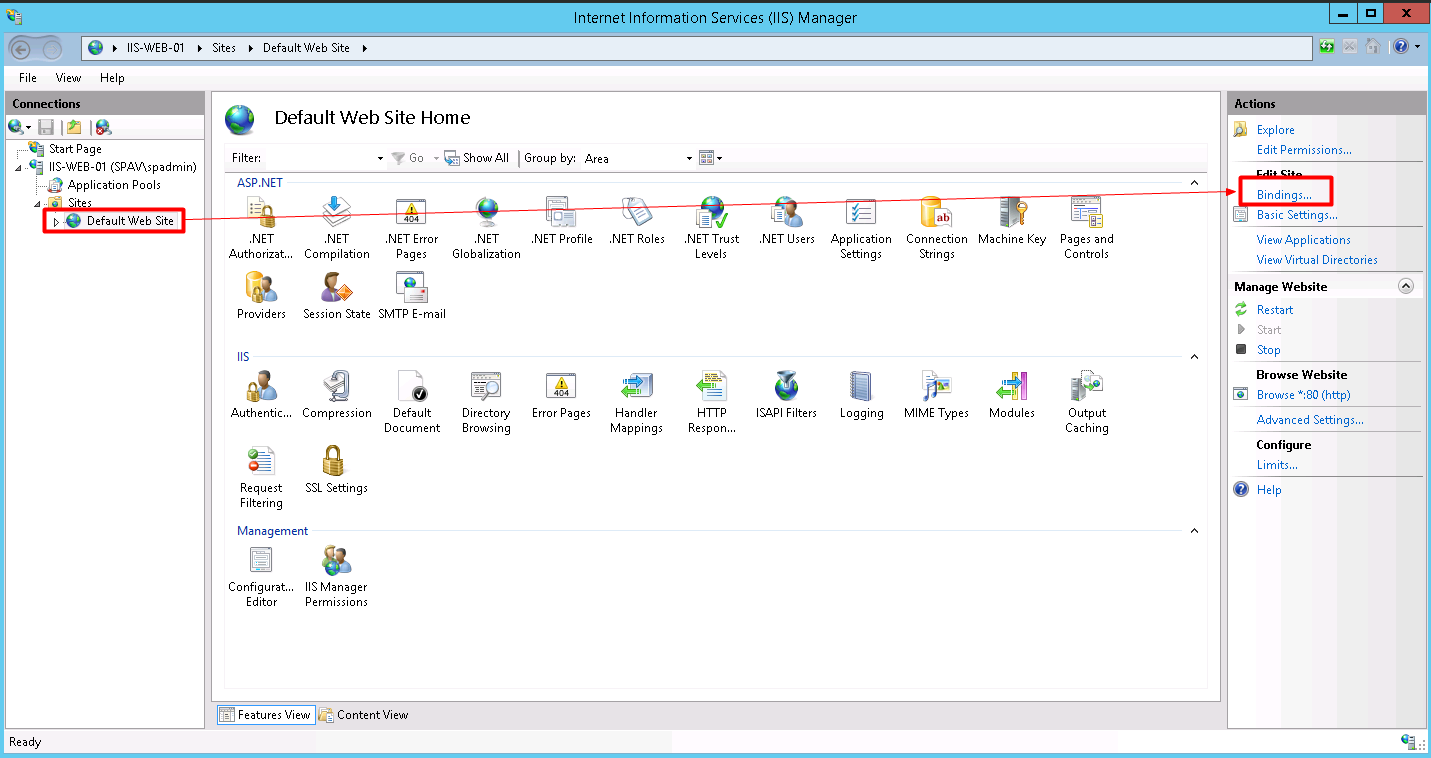 Internet Information Services (IIS) Manager
IIS-WEB-01 Sites Default Web Site
File View Help
Connections
Start Page
IIS-WEB-01 (SPAV\spadmin)
Application Pools
Sites
Default Web Site
Default Web Site Home
Filter: Go Show All Group by: Area
ASP.NET
.NET Authorizat...
.NET Compilation
.NET Error Pages
.NET Globalization
.NET Profile
.NET Roles
.NET Trust Levels
.NET Users
Application Settings
Connection Strings
Machine Key
Pages and Controls
Providers
Session State
SMTP E-mail
IIS
Authentic...
Compression
Default Document
Directory Browsing
Error Pages
Handler Mappings
HTTP Respon...
ISAPI Filters
Logging
MIME Types
Modules
Output Caching
Request Filtering
SSL Settings
Management
Configurat... Editor
IIS Manager Permissions
Features View Content View
Actions
Explore
Edit Permissions...
Edit Site
Bindings...
Basic Settings...
View Applications
View Virtual Directories
Manage Website
Restart
Start
Stop
Browse Website
Browse *:80 (http)
Advanced Settings...
Configure
Limits...
Help
Ready